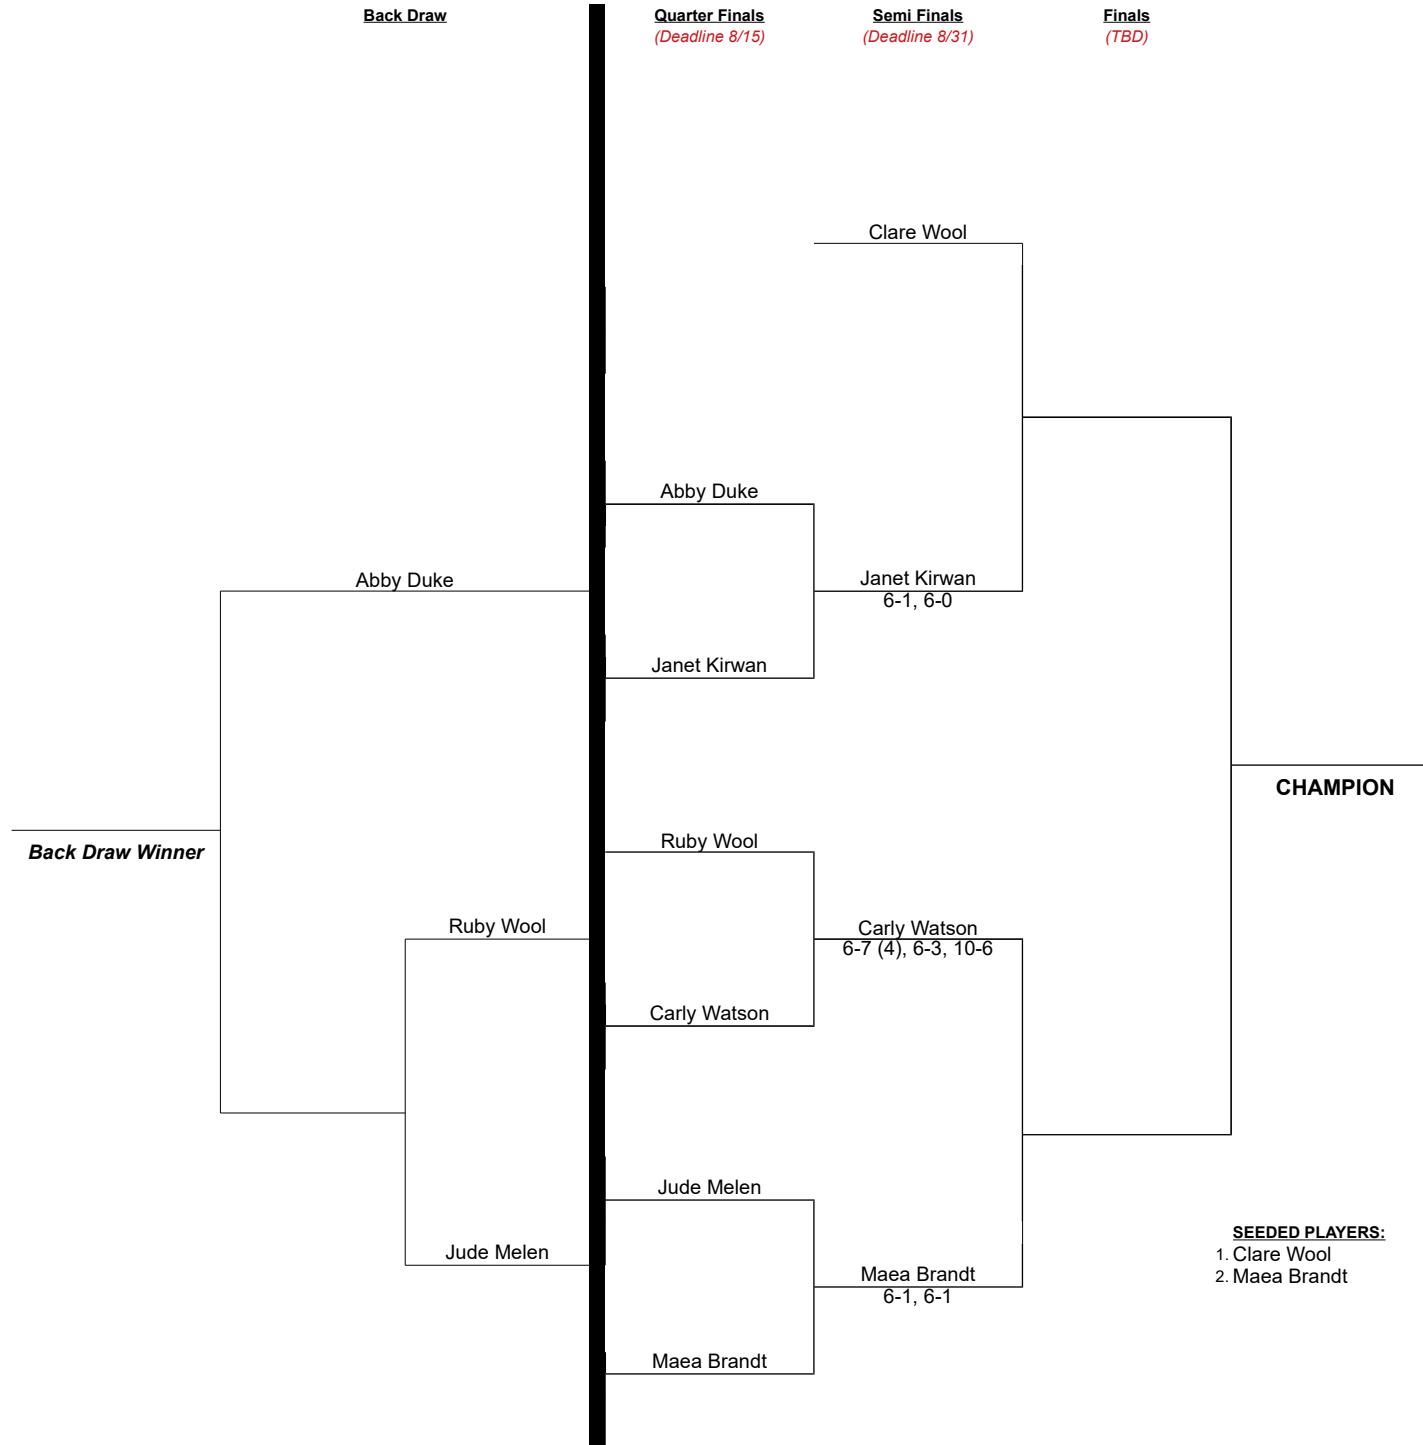 Back Draw
Quarter Finals
(Deadline 8/15)
Semi Finals
(Deadline 8/31)
Finals
(TBD)
Clare Wool
Abby Duke
Abby Duke
Janet Kirwan
6-1, 6-0
Janet Kirwan
CHAMPION
Back Draw Winner
Ruby Wool
Ruby Wool
Carly Watson
6-7 (4), 6-3, 10-6
Carly Watson
Jude Melen
Jude Melen
Maea Brandt
6-1, 6-1
Maea Brandt
SEEDED PLAYERS:
1. Clare Wool
2. Maea Brandt